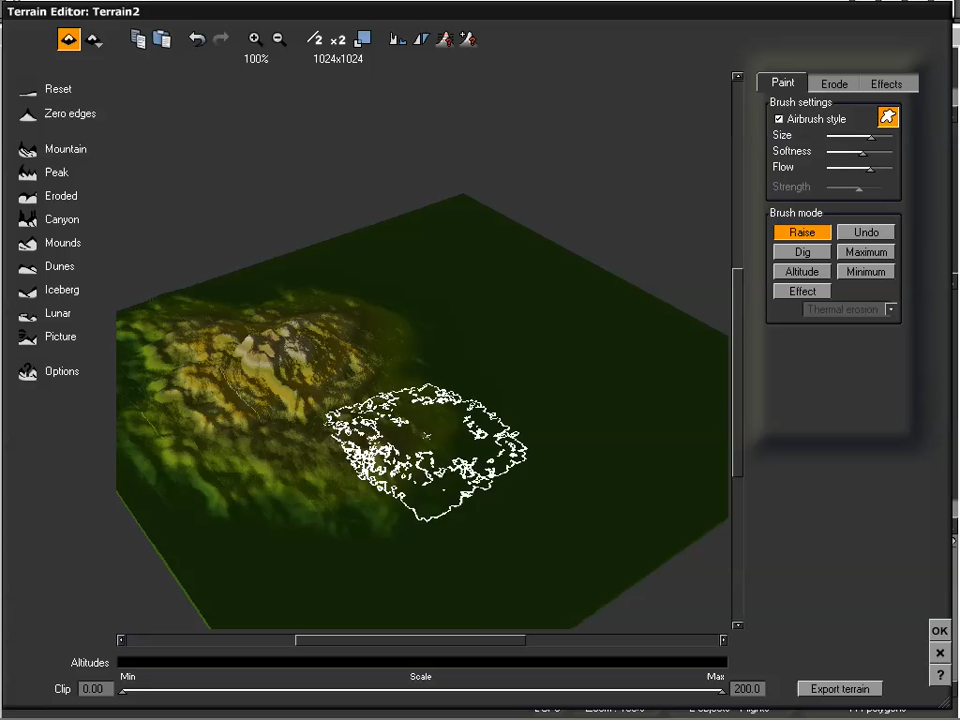 Terrain Editor: Terrain2
/2 x2
100%
1024x1024
Reset
Zero edges
Mountain
Peak
Eroded
Canyon
Mounds
Dunes
Iceberg
Lunar
Picture
Options
Paint Erode Effects
Brush settings
Airbrush style
Size
Softness
Flow
Strength
Brush mode
Raise Undo
Dig Maximum
Altitude Minimum
Effect
Thermal erosion
OK
?
Altitudes
Min Scale Max
Clip 0.00 200.0 Export terrain